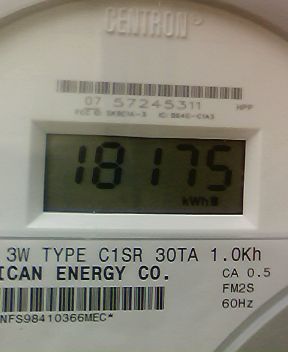 CENTRON
07 57245311 HPP
18175
kWh
3W TYPE C1SR 30TA 1.0Kh
ICAN ENERGY CO. CA 0.5
FM2S
60Hz
NFS98410366MEC*